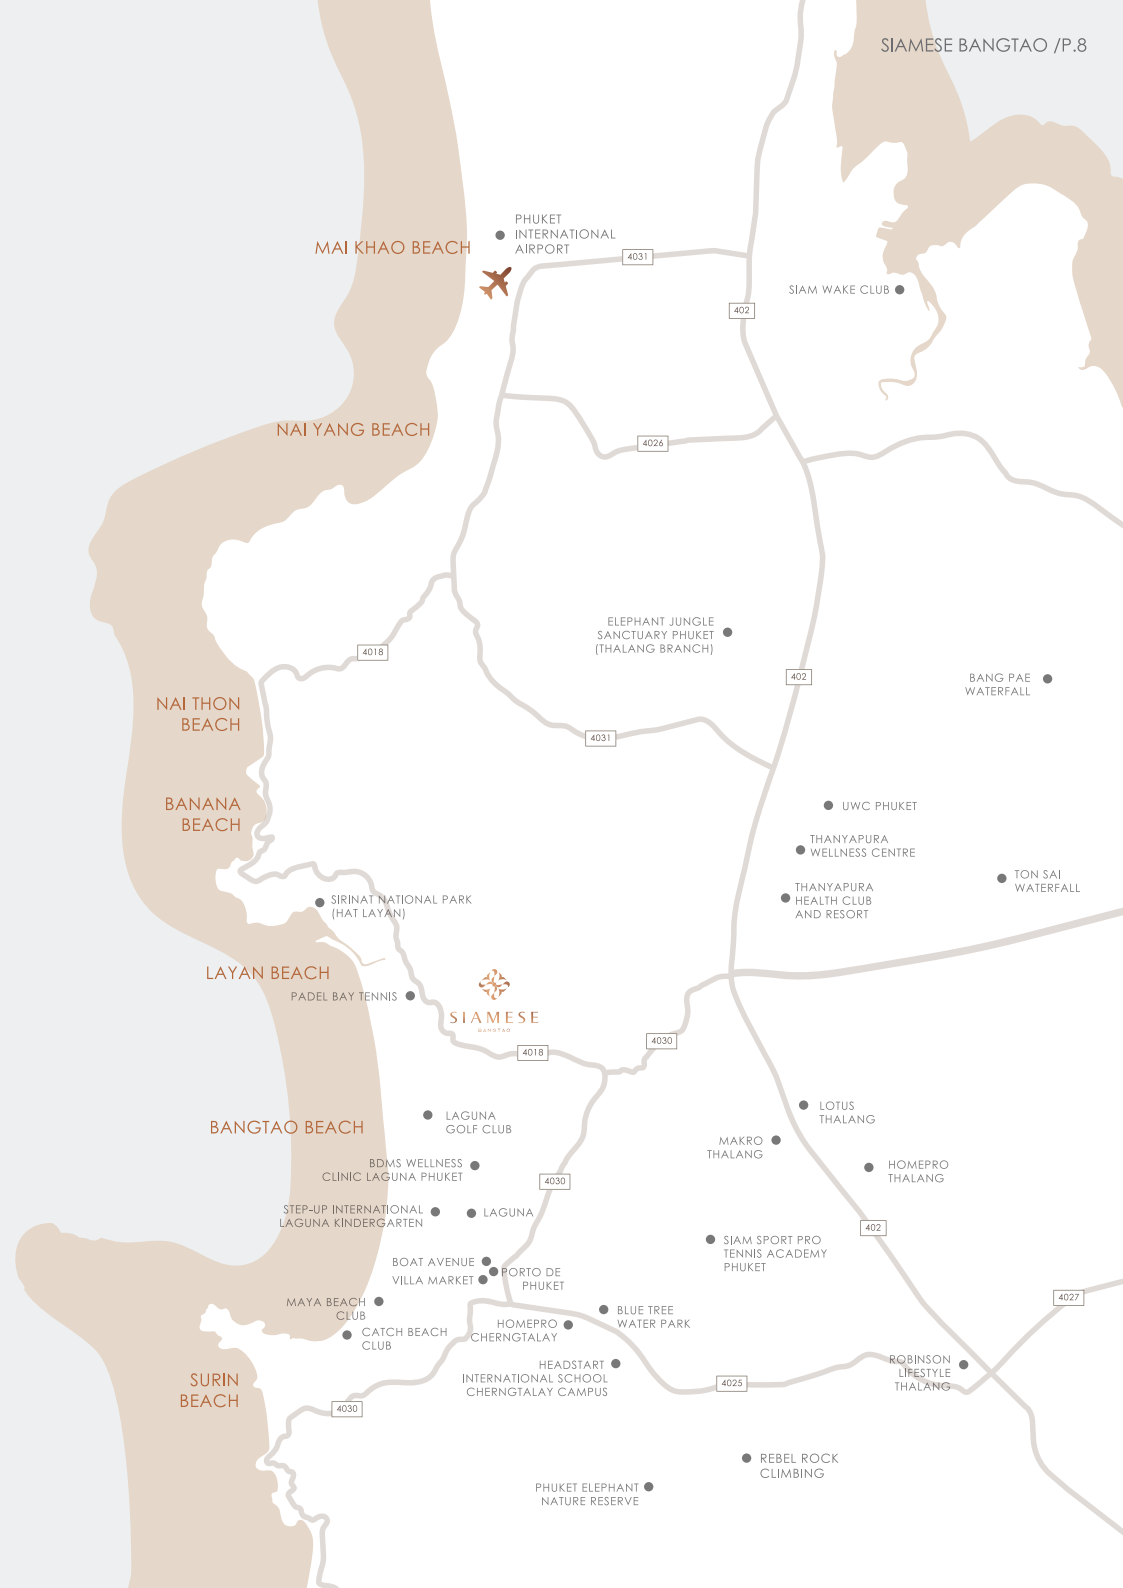 SIAMESE BANGTAO /P.8
PHUKET
INTERNATIONAL
AIRPORT
MAI KHAO BEACH
4031
SIAM WAKE CLUB
402
NAI YANG BEACH
4026
ELEPHANT JUNGLE
SANCTUARY PHUKET
(THALANG BRANCH)
4018
402
BANG PAE
WATERFALL
NAI THON
BEACH
4031
BANANA
BEACH
UWC PHUKET
THANYAPURA
WELLNESS CENTRE
TON SAI
WATERFALL
THANYAPURA
HEALTH CLUB
AND RESORT
SIRINAT NATIONAL PARK
(HAT LAYAN)
LAYAN BEACH
PADEL BAY TENNIS
SIAMESE
BANGTAO
4030
4018
LAGUNA
GOLF CLUB
LOTUS
THALANG
BANGTAO BEACH
MAKRO
THALANG
BDMS WELLNESS
CLINIC LAGUNA PHUKET
HOMEPRO
THALANG
4030
STEP-UP INTERNATIONAL
LAGUNA KINDERGARTEN
LAGUNA
402
SIAM SPORT PRO
TENNIS ACADEMY
PHUKET
BOAT AVENUE
PORTO DE
PHUKET
VILLA MARKET
4027
MAYA BEACH
CLUB
BLUE TREE
WATER PARK
HOMEPRO
CHERNGTALAY
CATCH BEACH
CLUB
HEADSTART
INTERNATIONAL SCHOOL
CHERNGTALAY CAMPUS
ROBINSON
LIFESTYLE
THALANG
SURIN
BEACH
4025
4030
REBEL ROCK
CLIMBING
PHUKET ELEPHANT
NATURE RESERVE